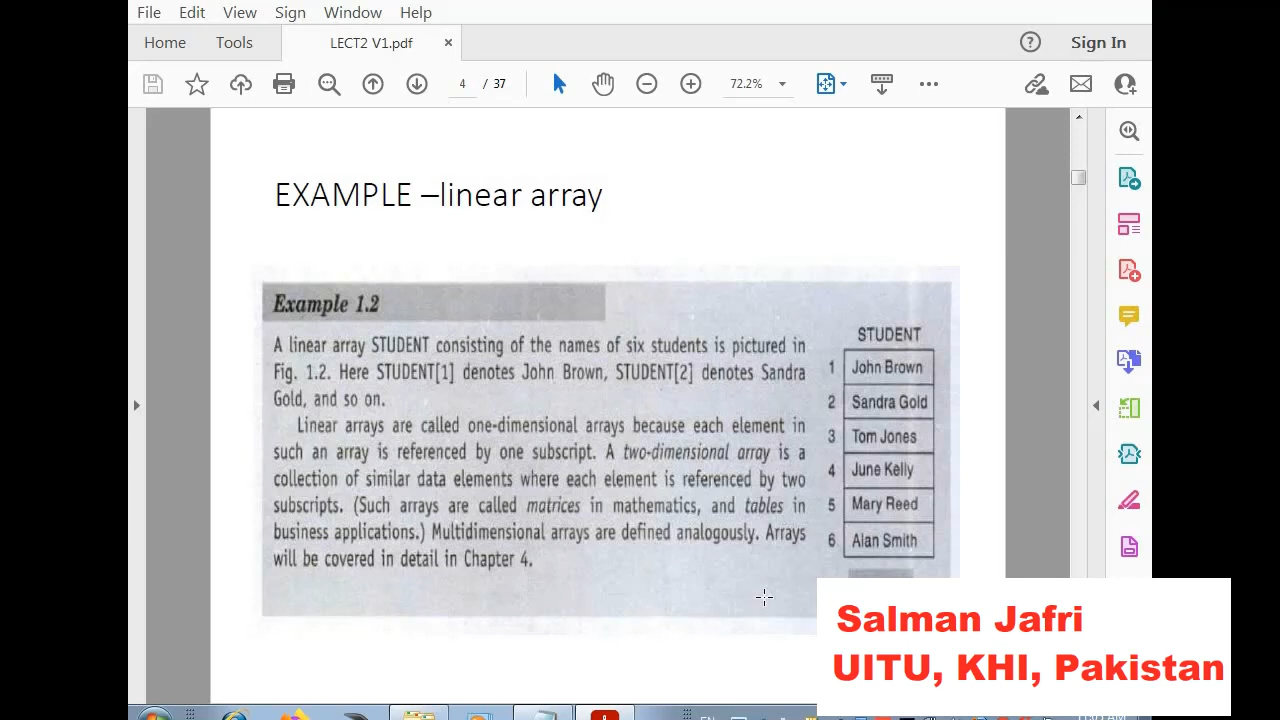 File Edit View Sign Window Help
Home Tools LECT2 V1.pdf × Sign In
4 / 37 72.2%
EXAMPLE –linear array
Example 1.2
A linear array STUDENT consisting of the names of six students is pictured in
Fig. 1.2. Here STUDENT[1] denotes John Brown, STUDENT[2] denotes Sandra
Gold, and so on.
Linear arrays are called one-dimensional arrays because each element in
such an array is referenced by one subscript. A two-dimensional array is a
collection of similar data elements where each element is referenced by two
subscripts. (Such arrays are called matrices in mathematics, and tables in
business applications.) Multidimensional arrays are defined analogously. Arrays
will be covered in detail in Chapter 4.
STUDENT
1 John Brown
2 Sandra Gold
3 Tom Jones
4 June Kelly
5 Mary Reed
6 Alan Smith
Salman Jafri
UITU, KHI, Pakistan